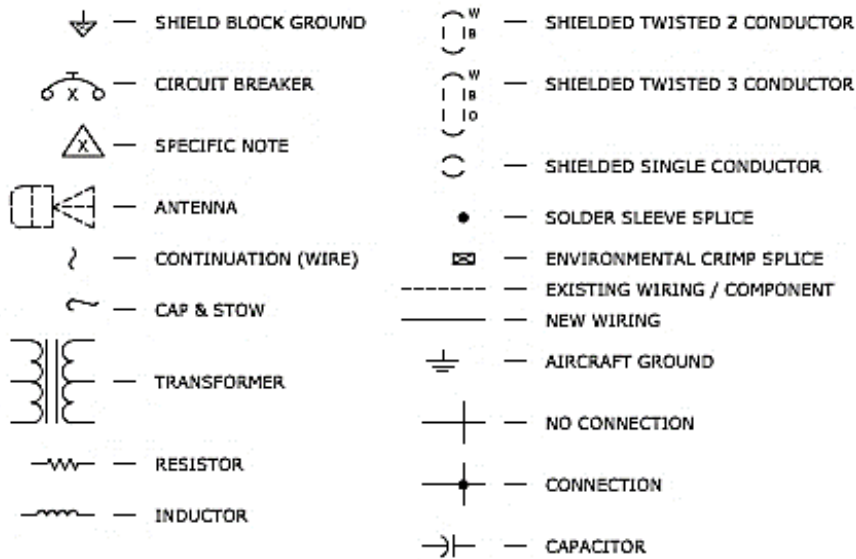 SHIELD BLOCK GROUND
X
CIRCUIT BREAKER
X
SPECIFIC NOTE
ANTENNA
CONTINUATION (WIRE)
CAP & STOW
TRANSFORMER
RESISTOR
INDUCTOR
W
B
SHIELDED TWISTED 2 CONDUCTOR
W
B
O
SHIELDED TWISTED 3 CONDUCTOR
SHIELDED SINGLE CONDUCTOR
SOLDER SLEEVE SPLICE
ENVIRONMENTAL CRIMP SPLICE
EXISTING WIRING / COMPONENT
NEW WIRING
AIRCRAFT GROUND
NO CONNECTION
CONNECTION
CAPACITOR